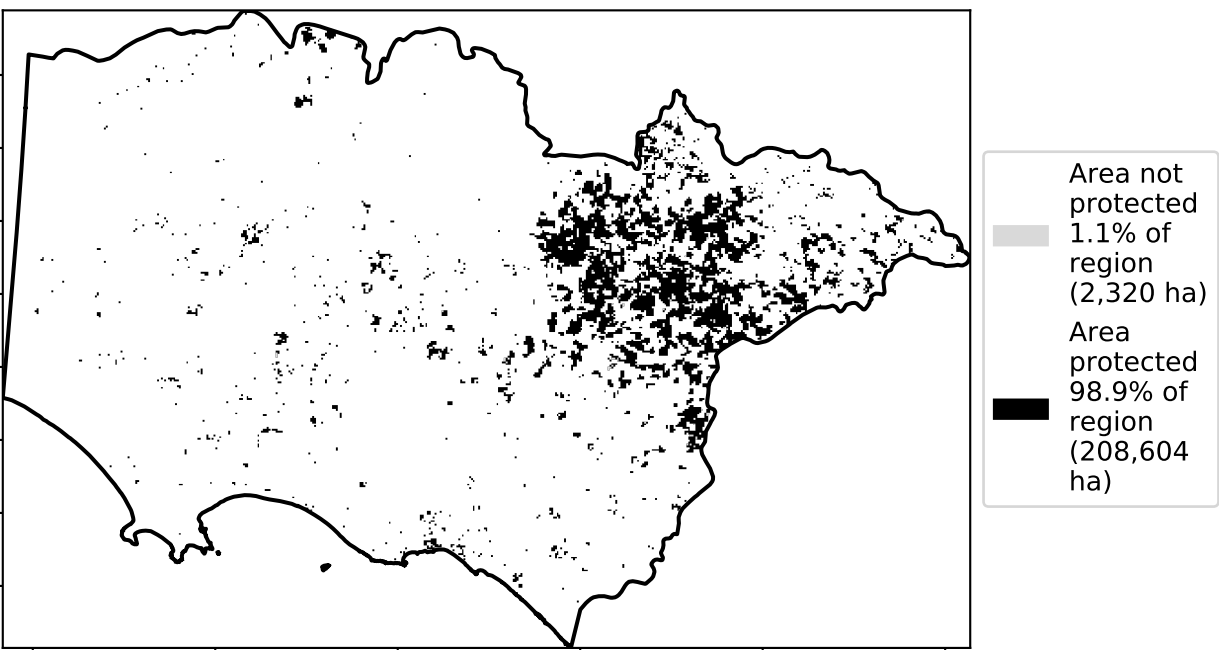 Area not
protected
1.1% of
region
(2,320 ha)
Area
protected
98.9% of
region
(208,604
ha)